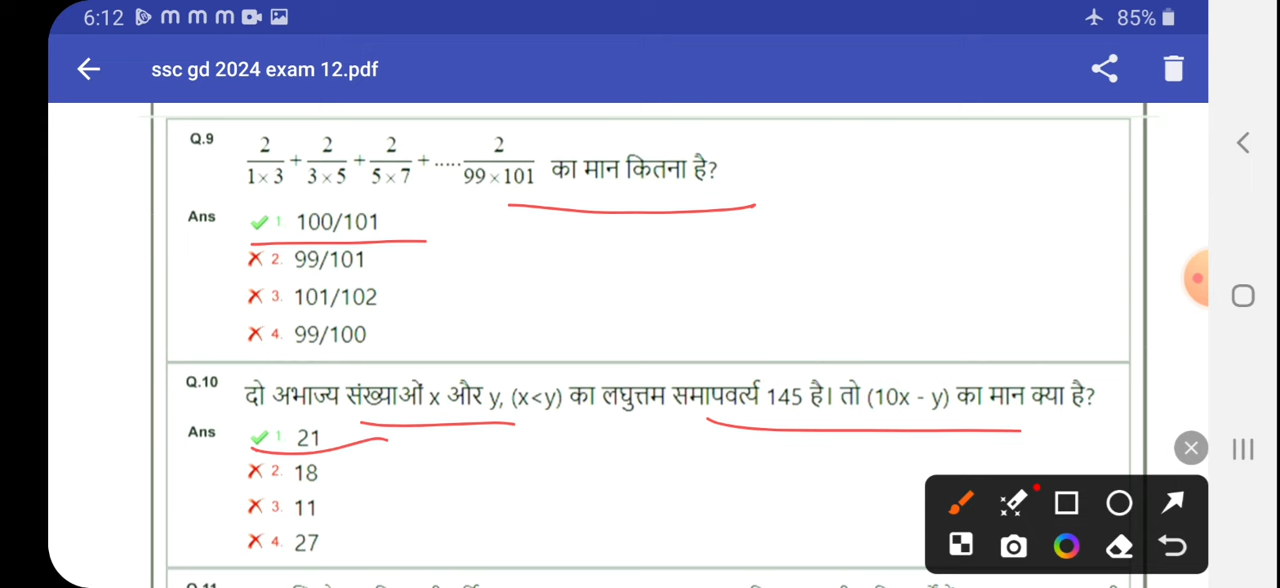 6:12 m m m 85%
ssc gd 2024 exam 12.pdf
Q.9 2/1×3 + 2/3×5 + 2/5×7 + ..... 2/99×101 का मान कितना है?
Ans 1. 100/101
2. 99/101
3. 101/102
4. 99/100
Q.10 दो अभाज्य संख्याओं x और y, (x<y) का लघुत्तम समापवर्त्य 145 है। तो (10x - y) का मान क्या है?
Ans 1. 21
2. 18
3. 11
4. 27
Q.11